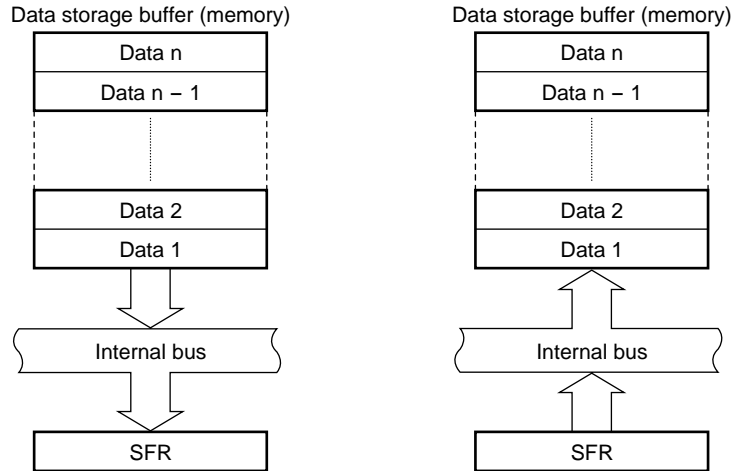 Data storage buffer (memory)
Data n
Data n − 1
Data 2
Data 1
Internal bus
SFR
Data storage buffer (memory)
Data n
Data n − 1
Data 2
Data 1
Internal bus
SFR